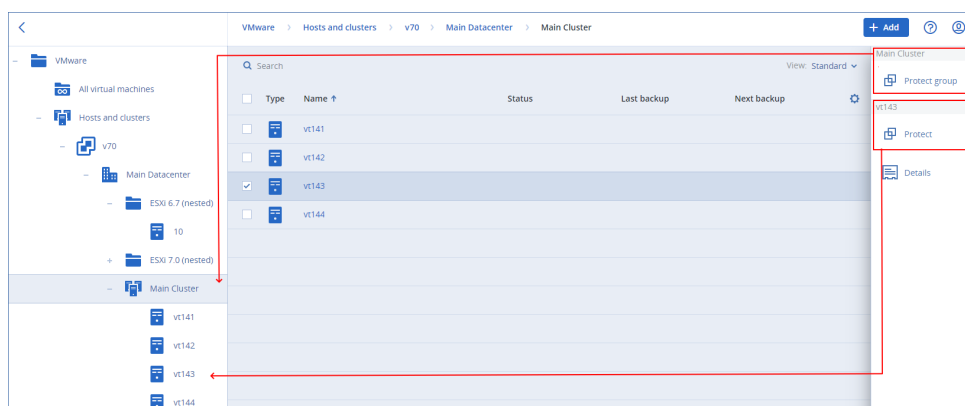 VMware > Hosts and clusters > v70 > Main Datacenter > Main Cluster
+ Add
VMware
All virtual machines
Hosts and clusters
v70
Main Datacenter
ESXi 6.7 (nested)
10
ESXi 7.0 (nested)
Main Cluster
vt141
vt142
vt143
vt144
Search
View: Standard
Type Name ↑ Status Last backup Next backup
vt141
vt142
vt143
vt144
Main Cluster
Protect group
vt143
Protect
Details